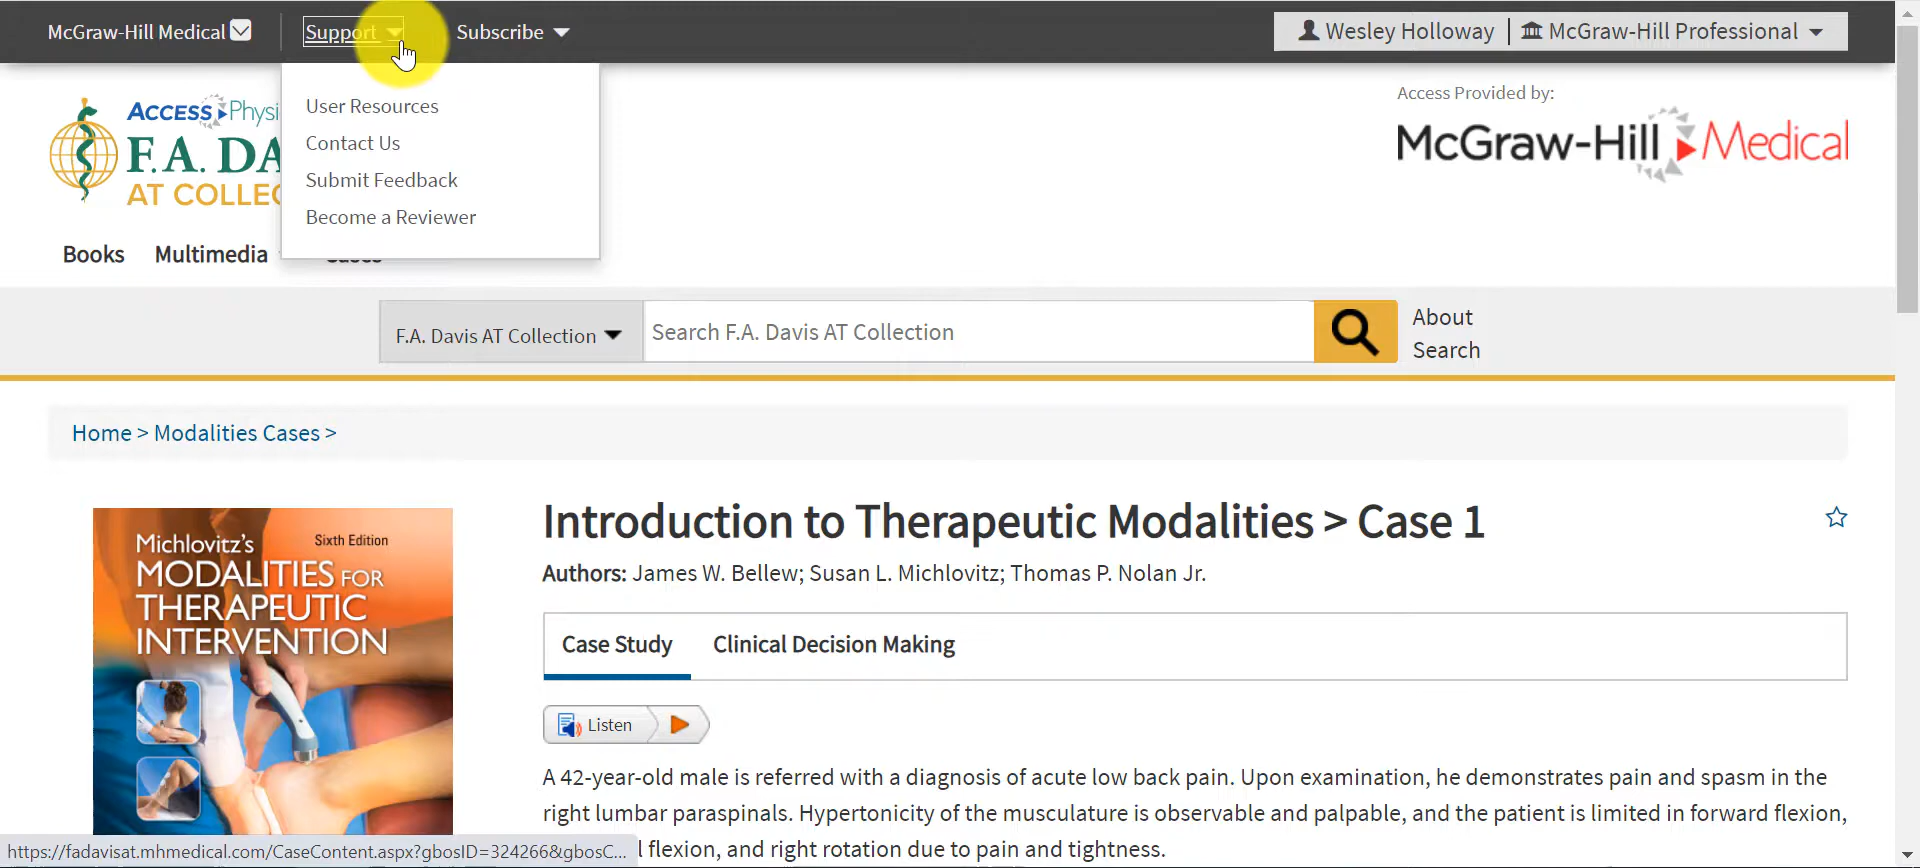 McGraw-Hill Medical
Support
Subscribe
Wesley Holloway
McGraw-Hill Professional
User Resources
Contact Us
Submit Feedback
Become a Reviewer
ACCESS Physi
F.A. DA
AT COLLEC
Access Provided by:
McGraw-Hill Medical
Books
Multimedia
Cases
F.A. Davis AT Collection
Search F.A. Davis AT Collection
About
Search
Home > Modalities Cases >
Michlovitz's
Sixth Edition
MODALITIES FOR
THERAPEUTIC
INTERVENTION
Introduction to Therapeutic Modalities > Case 1
Authors: James W. Bellew; Susan L. Michlovitz; Thomas P. Nolan Jr.
Case Study
Clinical Decision Making
Listen
A 42-year-old male is referred with a diagnosis of acute low back pain. Upon examination, he demonstrates pain and spasm in the
right lumbar paraspinals. Hypertonicity of the musculature is observable and palpable, and the patient is limited in forward flexion,
l flexion, and right rotation due to pain and tightness.
https://fadavisat.mhmedical.com/CaseContent.aspx?gbosID=324266&gbosC...